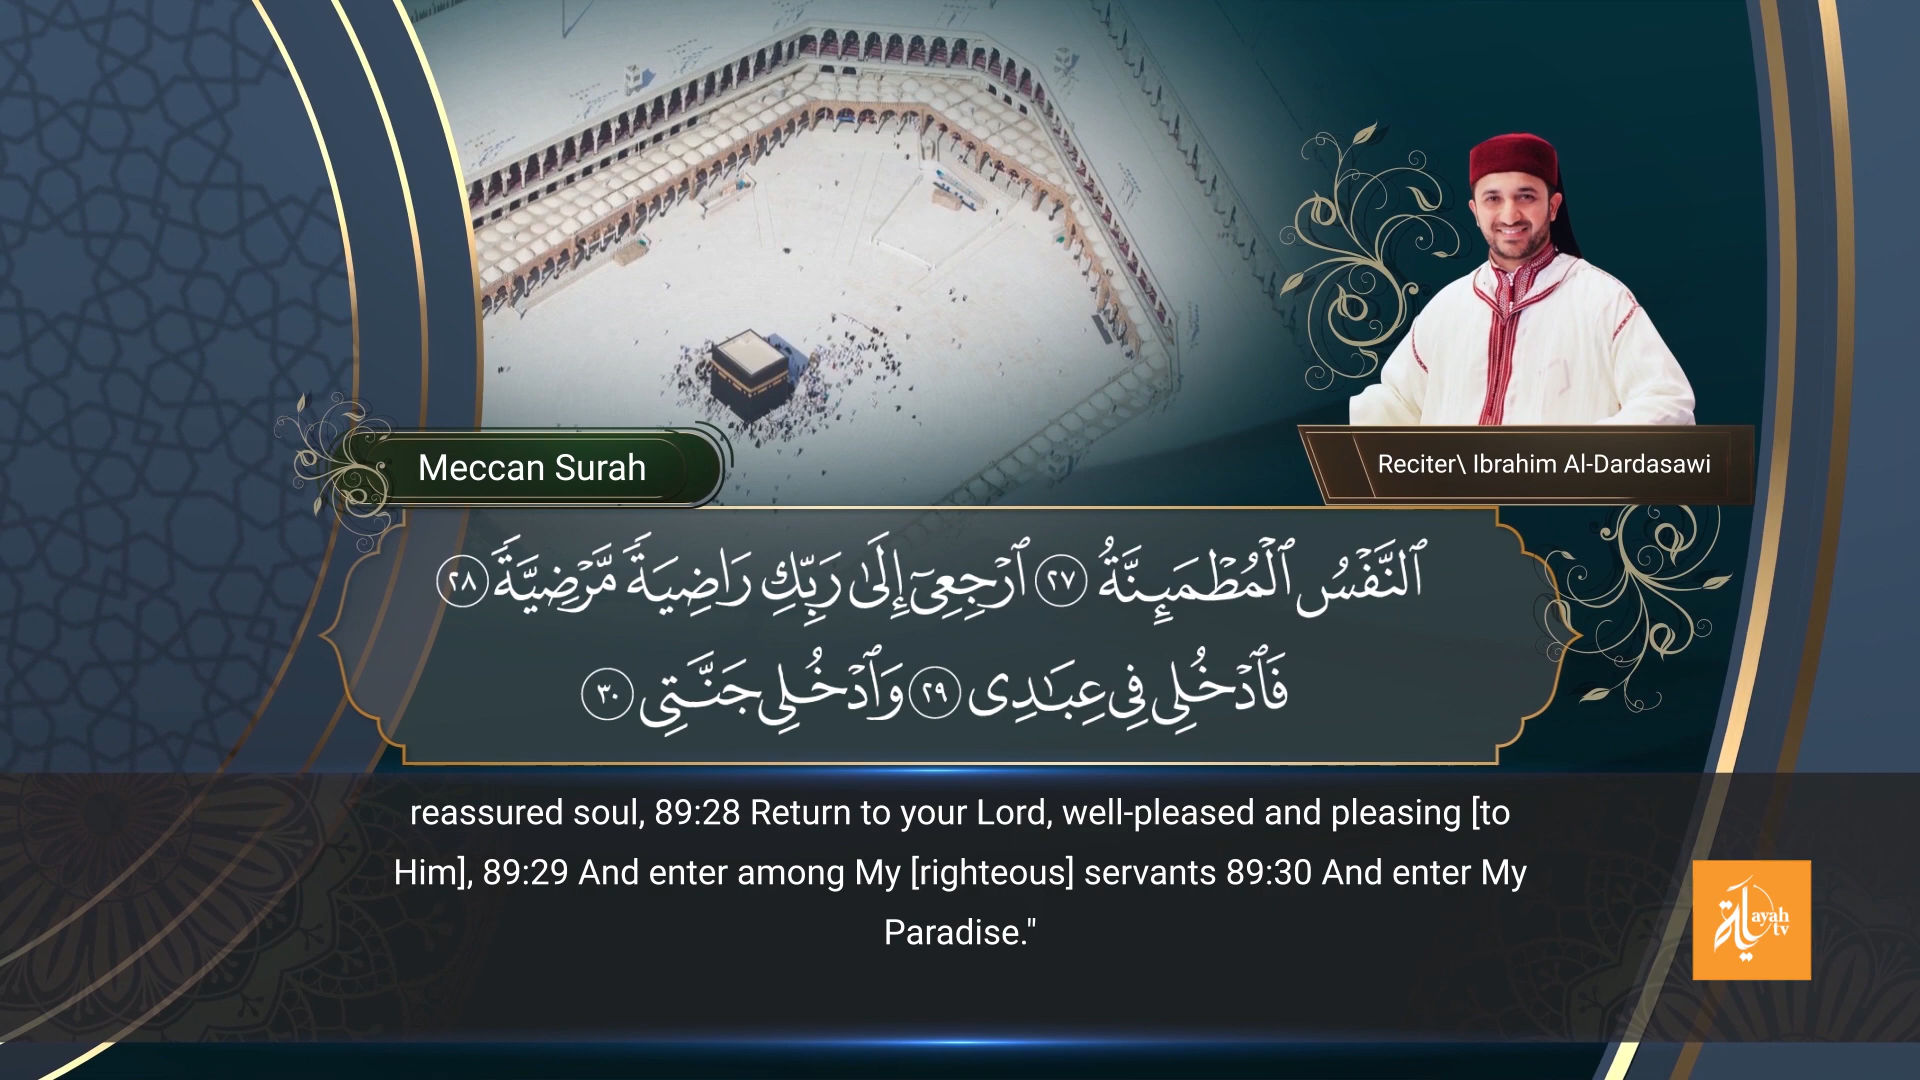 Meccan Surah
Reciter\ Ibrahim Al-Dardasawi
ٱلنَّفْسُ ٱلْمُطْمَئِنَّةُ ٢٧ ٱرْجِعِىٓ إِلَىٰ رَبِّكِ رَاضِيَةً مَّرْضِيَّةً ٢٨
فَٱدْخُلِى فِى عِبَـٰدِى ٢٩ وَٱدْخُلِى جَنَّتِى ٣٠
reassured soul, 89:28 Return to your Lord, well-pleased and pleasing [to
Him], 89:29 And enter among My [righteous] servants 89:30 And enter My
Paradise."
آية
ayah
tv